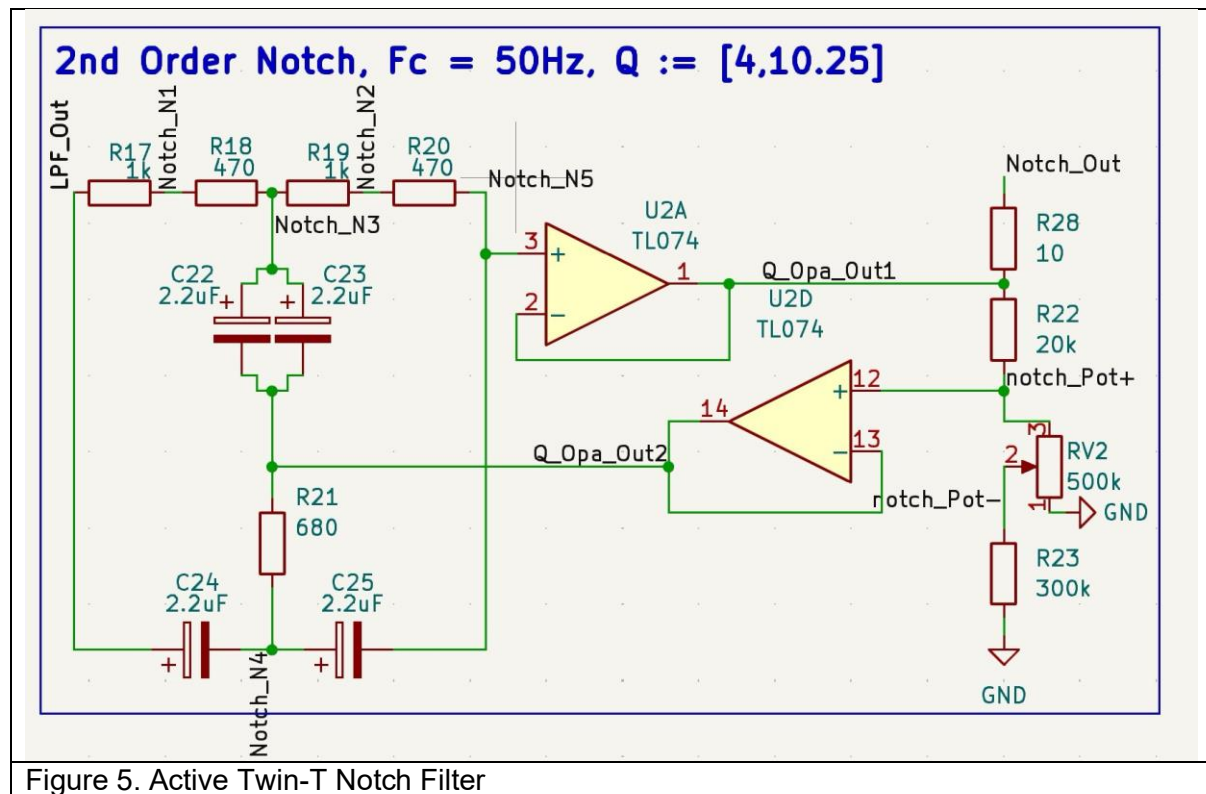 2nd Order Notch, Fc = 50Hz, Q := [4,10.25]
LPF_Out
R17
1k
Notch_N1
R18
470
R19
1k
Notch_N2
R20
470
Notch_N5
Notch_N3
C22
2.2uF
+
C23
2.2uF
+
U2A
TL074
3
+
2
-
1
Q_Opa_Out1
U2D
TL074
12
+
13
-
14
Q_Opa_Out2
notch_Pot-
Notch_Out
R28
10
R22
20k
notch_Pot+
3
2
1
RV2
500k
GND
R23
300k
GND
R21
680
C24
2.2uF
+
C25
2.2uF
+
Notch_N4
Figure 5. Active Twin-T Notch Filter